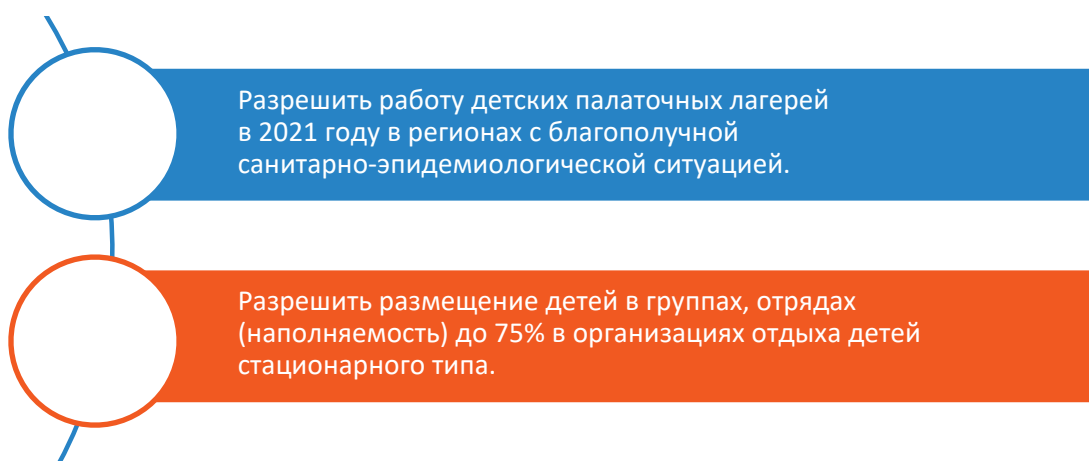 Разрешить работу детских палаточных лагерей
в 2021 году в регионах с благополучной
санитарно-эпидемиологической ситуацией.
Разрешить размещение детей в группах, отрядах
(наполняемость) до 75% в организациях отдыха детей
стационарного типа.